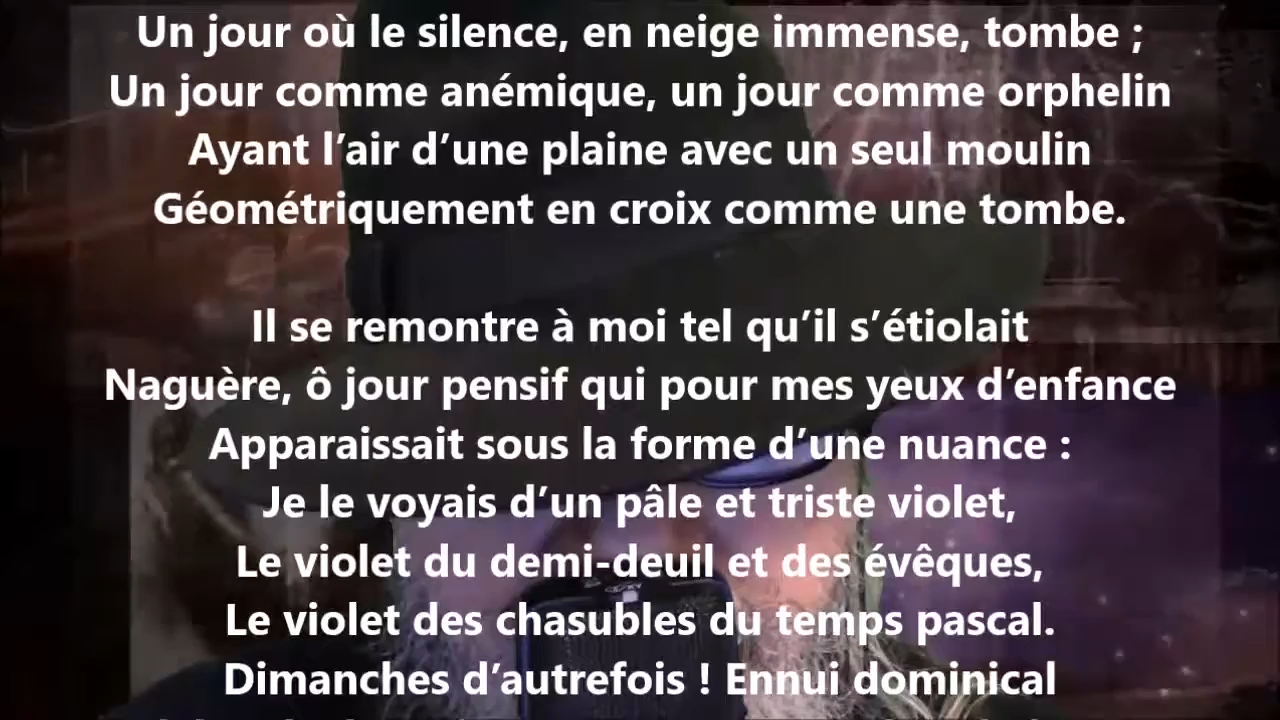 Un jour où le silence, en neige immense, tombe ;
Un jour comme anémique, un jour comme orphelin
Ayant l’air d’une plaine avec un seul moulin
Géométriquement en croix comme une tombe.
Il se remontre à moi tel qu’il s’étiolait
Naguère, ô jour pensif qui pour mes yeux d’enfance
Apparaissait sous la forme d’une nuance :
Je le voyais d’un pâle et triste violet,
Le violet du demi-deuil et des évêques,
Le violet des chasubles du temps pascal.
Dimanches d’autrefois ! Ennui dominical